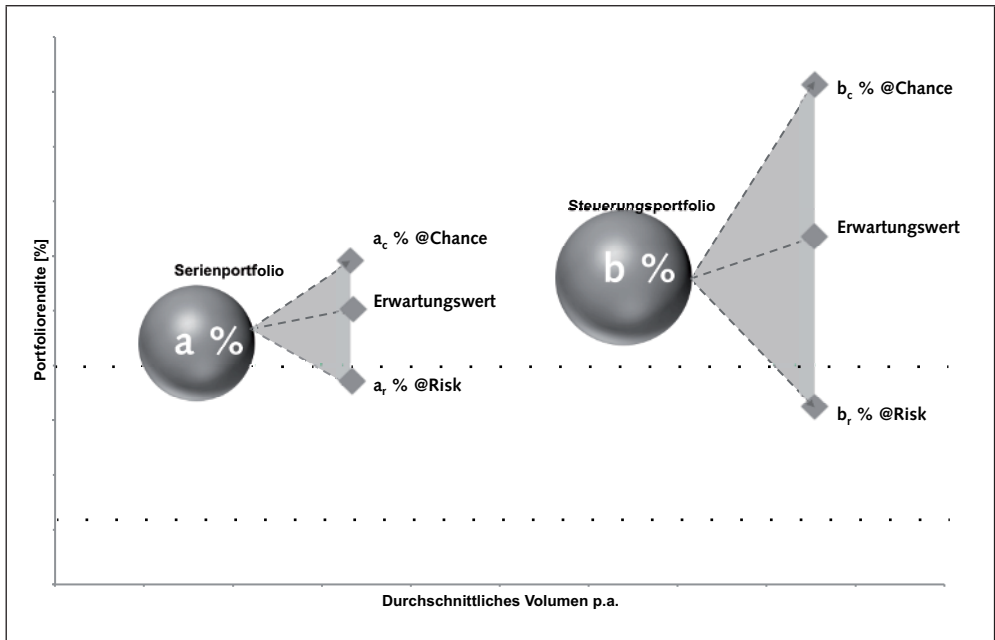 b_c % @Chance
Steuerungsportfolio
Erwartungswert
a_c % @Chance
b %
Serienportfolio
Erwartungswert
a %
a_r % @Risk
b_r % @Risk
Portfoliorendite [%]
Durchschnittliches Volumen p.a.